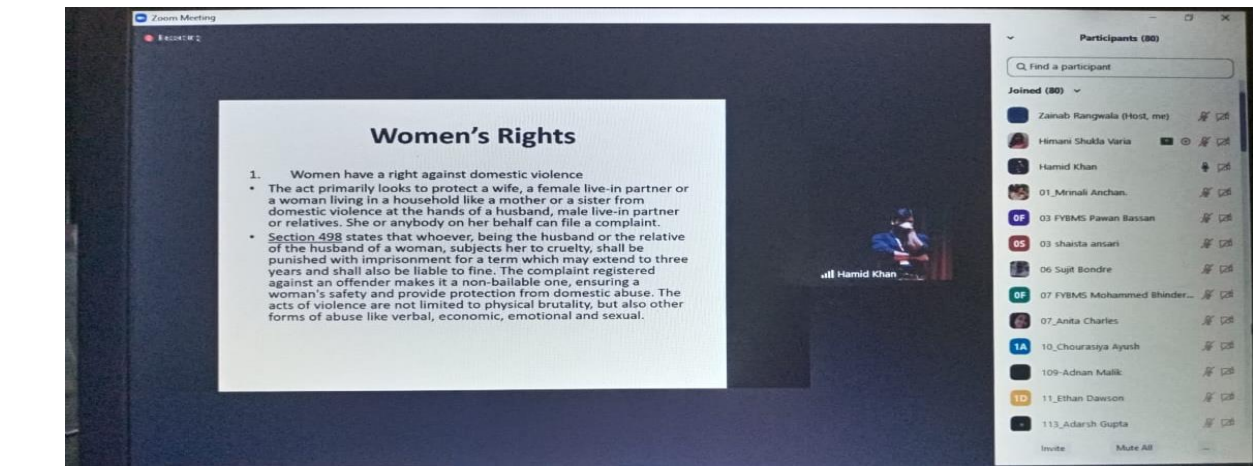 Zoom Meeting
Participants (80)
Find a participant
Joined (80)
Zainab Rangwala (Host, me)
Himani Shukla Varia
Hamid Khan
01_Mrinali Anchan.
OF 03 FYBMS Pawan Bassan
OS 03 shaista ansari
06 Sujit Bondre
OF 07 FYBMS Mohammed Bhinder...
07_Anita Charles
1A 10_Chourasiya Ayush
109-Adnan Malik
1D 11_Ethan Dawson
113_Adarsh Gupta
Invite Mute All ...
Women's Rights
1. Women have a right against domestic violence
• The act primarily looks to protect a wife, a female live-in partner or
a woman living in a household like a mother or a sister from
domestic violence at the hands of a husband, male live-in partner
or relatives. She or anybody on her behalf can file a complaint.
• Section 498 states that whoever, being the husband or the relative
of the husband of a woman, subjects her to cruelty, shall be
punished with imprisonment for a term which may extend to three
years and shall also be liable to fine. The complaint registered
against an offender makes it a non-bailable one, ensuring a
woman's safety and provide protection from domestic abuse. The
acts of violence are not limited to physical brutality, but also other
forms of abuse like verbal, economic, emotional and sexual.
Hamid Khan